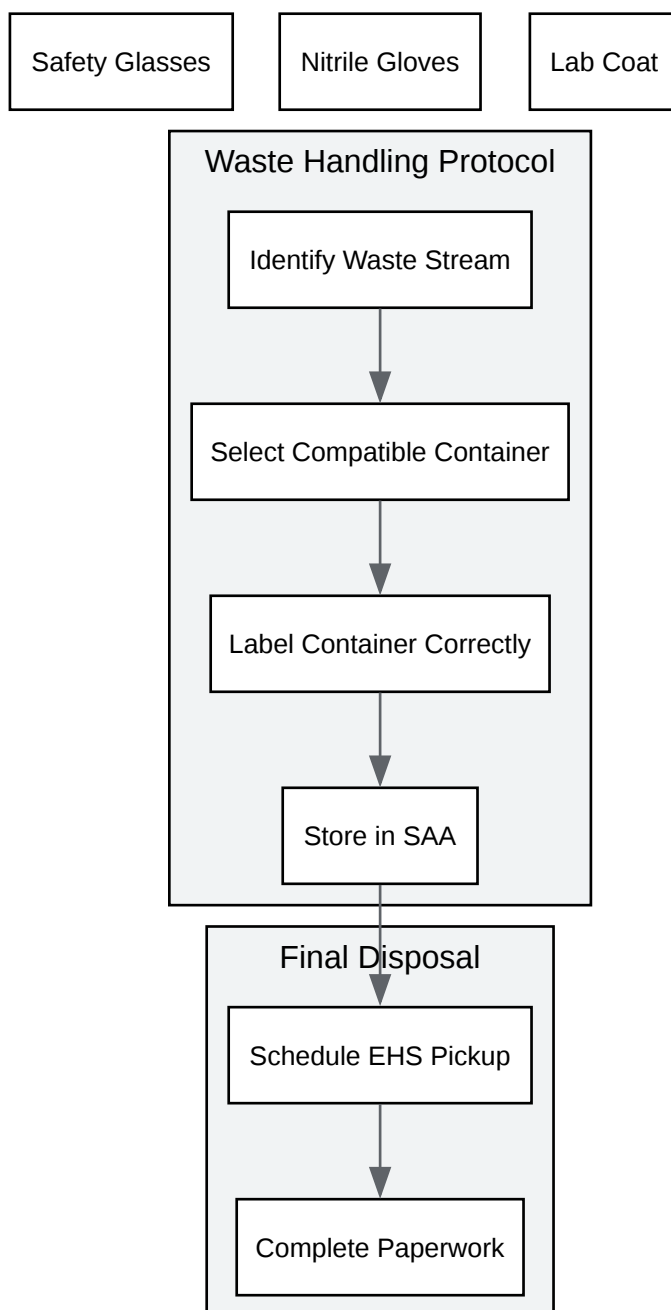 Safety Glasses
Nitrile Gloves
Lab Coat
Waste Handling Protocol
Identify Waste Stream
Select Compatible Container
Label Container Correctly
Store in SAA
Final Disposal
Schedule EHS Pickup
Complete Paperwork